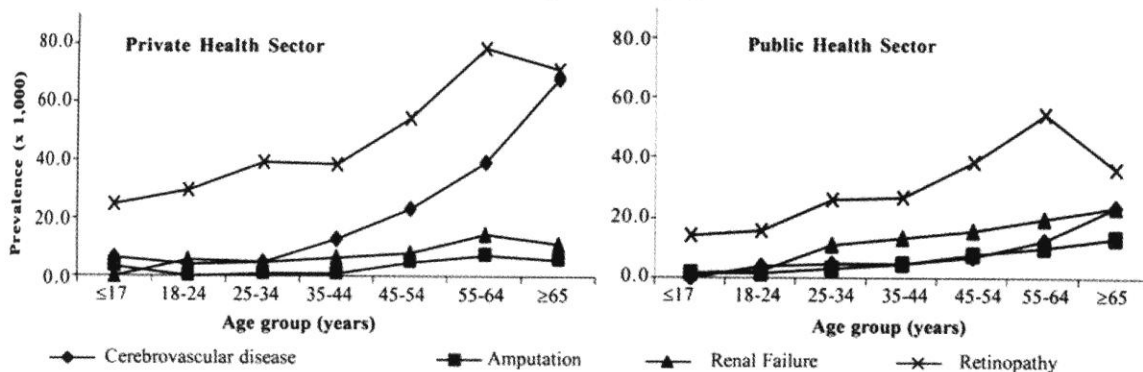 Private Health Sector
Prevalence (x 1,000)
80.0
60.0
40.0
20.0
0.0
≤17 18-24 25-34 35-44 45-54 55-64 ≥65
Age group (years)
Public Health Sector
80.0
60.0
40.0
20.0
0.0
≤17 18-24 25-34 35-44 45-54 55-64 ≥65
Age group (years)
Cerebrovascular disease Amputation Renal Failure Retinopathy